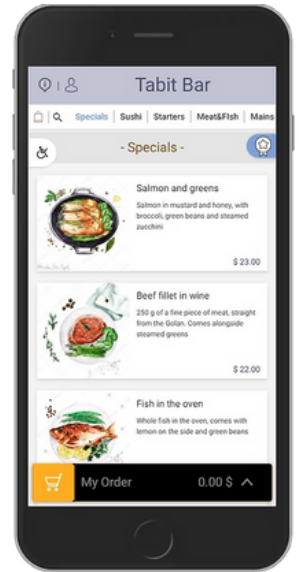 Tabit Bar
Specials Sushi Starters Meat&Fish Mains
- Specials -
Salmon and greens
Salmon in mustard and honey, with
broccoli, green beans and steamed
zucchini
$ 23.00
Beef fillet in wine
250 g of a fine piece of meat, straight
from the Golan. Comes alongside
steamed greens
$ 22.00
Fish in the oven
Whole fish in the oven, comes with
lemon on the side and green beans
My Order 0.00 $